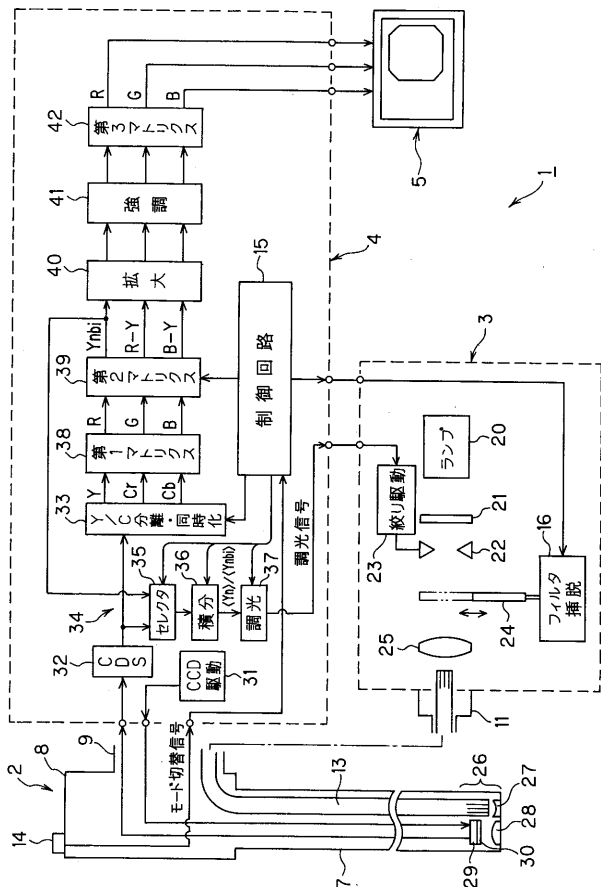 R
G
B
42
第3マトリクス
41
強調
40
拡大
Ynbi
R-Y
B-Y
39
第2マトリクス
R
G
B
38
第1マトリクス
Y
Cr
Cb
33
Y/C分離・同時化
34
32
CDS
35
セレクタ
36
積分
⟨Yn⟩/⟨Ynbi⟩
37
調光
31
CCD駆動
15
制御回路
調光信号
モード切替信号
4
5
1
3
ランプ
20
21
絞り駆動
23
22
24
16
フィルタ挿脱
25
11
2
8
9
14
13
7
26
27
28
29
30